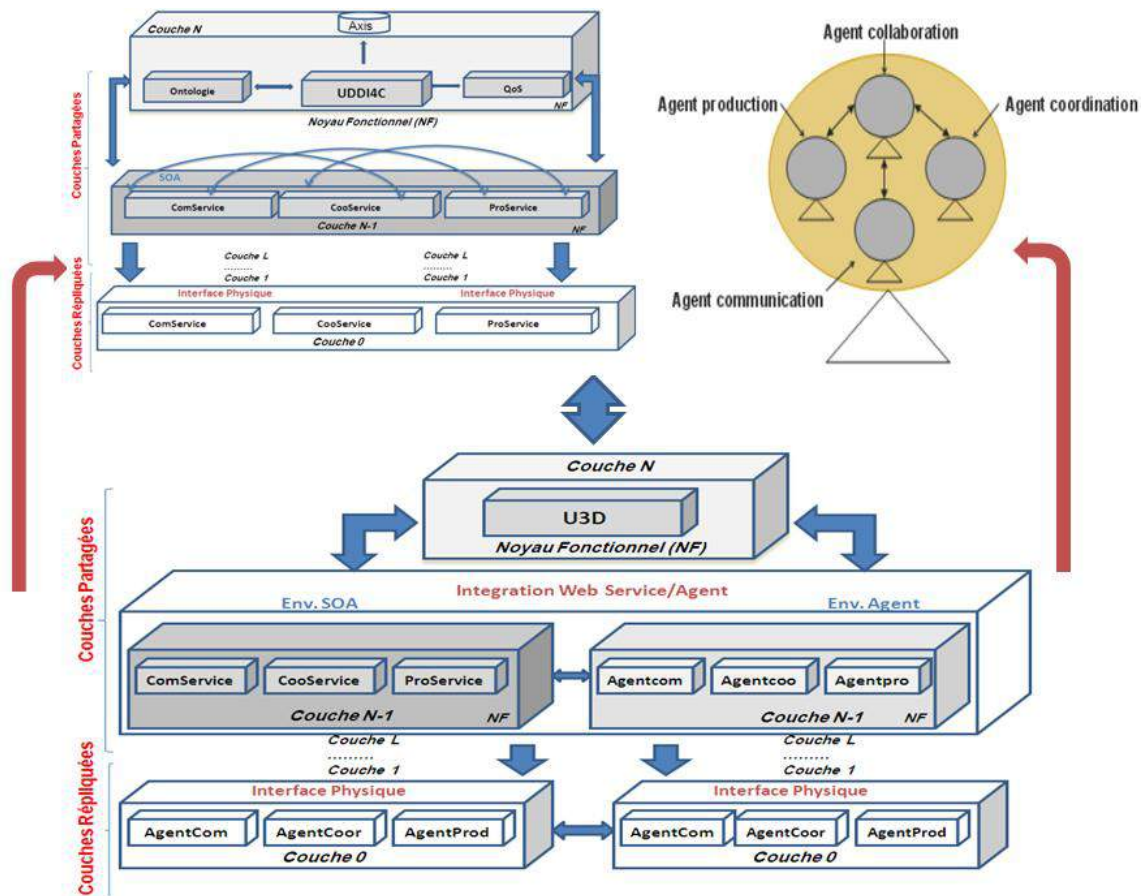 Axis
Couche N
Ontologie
UDDI4C
QoS
NF
Noyau Fonctionnel (NF)
Couches Partagées
SOA
ComService
CooService
ProService
Couche N-1
NF
Couche L
Couche L
.........
.........
Couche 1
Couche 1
Couches Répliquées
Interface Physique
Interface Physique
ComService
CooService
ProService
Couche 0
Agent collaboration
Agent production
Agent coordination
Agent communication
Couche N
U3D
Noyau Fonctionnel (NF)
Couches Partagées
Integration Web Service/Agent
Env. SOA
Env. Agent
ComService
CooService
ProService
Couche N-1
NF
Agentcom
Agentcoo
Agentpro
Couche N-1
NF
Couche L
Couche L
.........
.........
Couche 1
Couche 1
Couches Répliquées
Interface Physique
Interface Physique
AgentCom
AgentCoor
AgentProd
Couche 0
AgentCom
AgentCoor
AgentProd
Couche 0